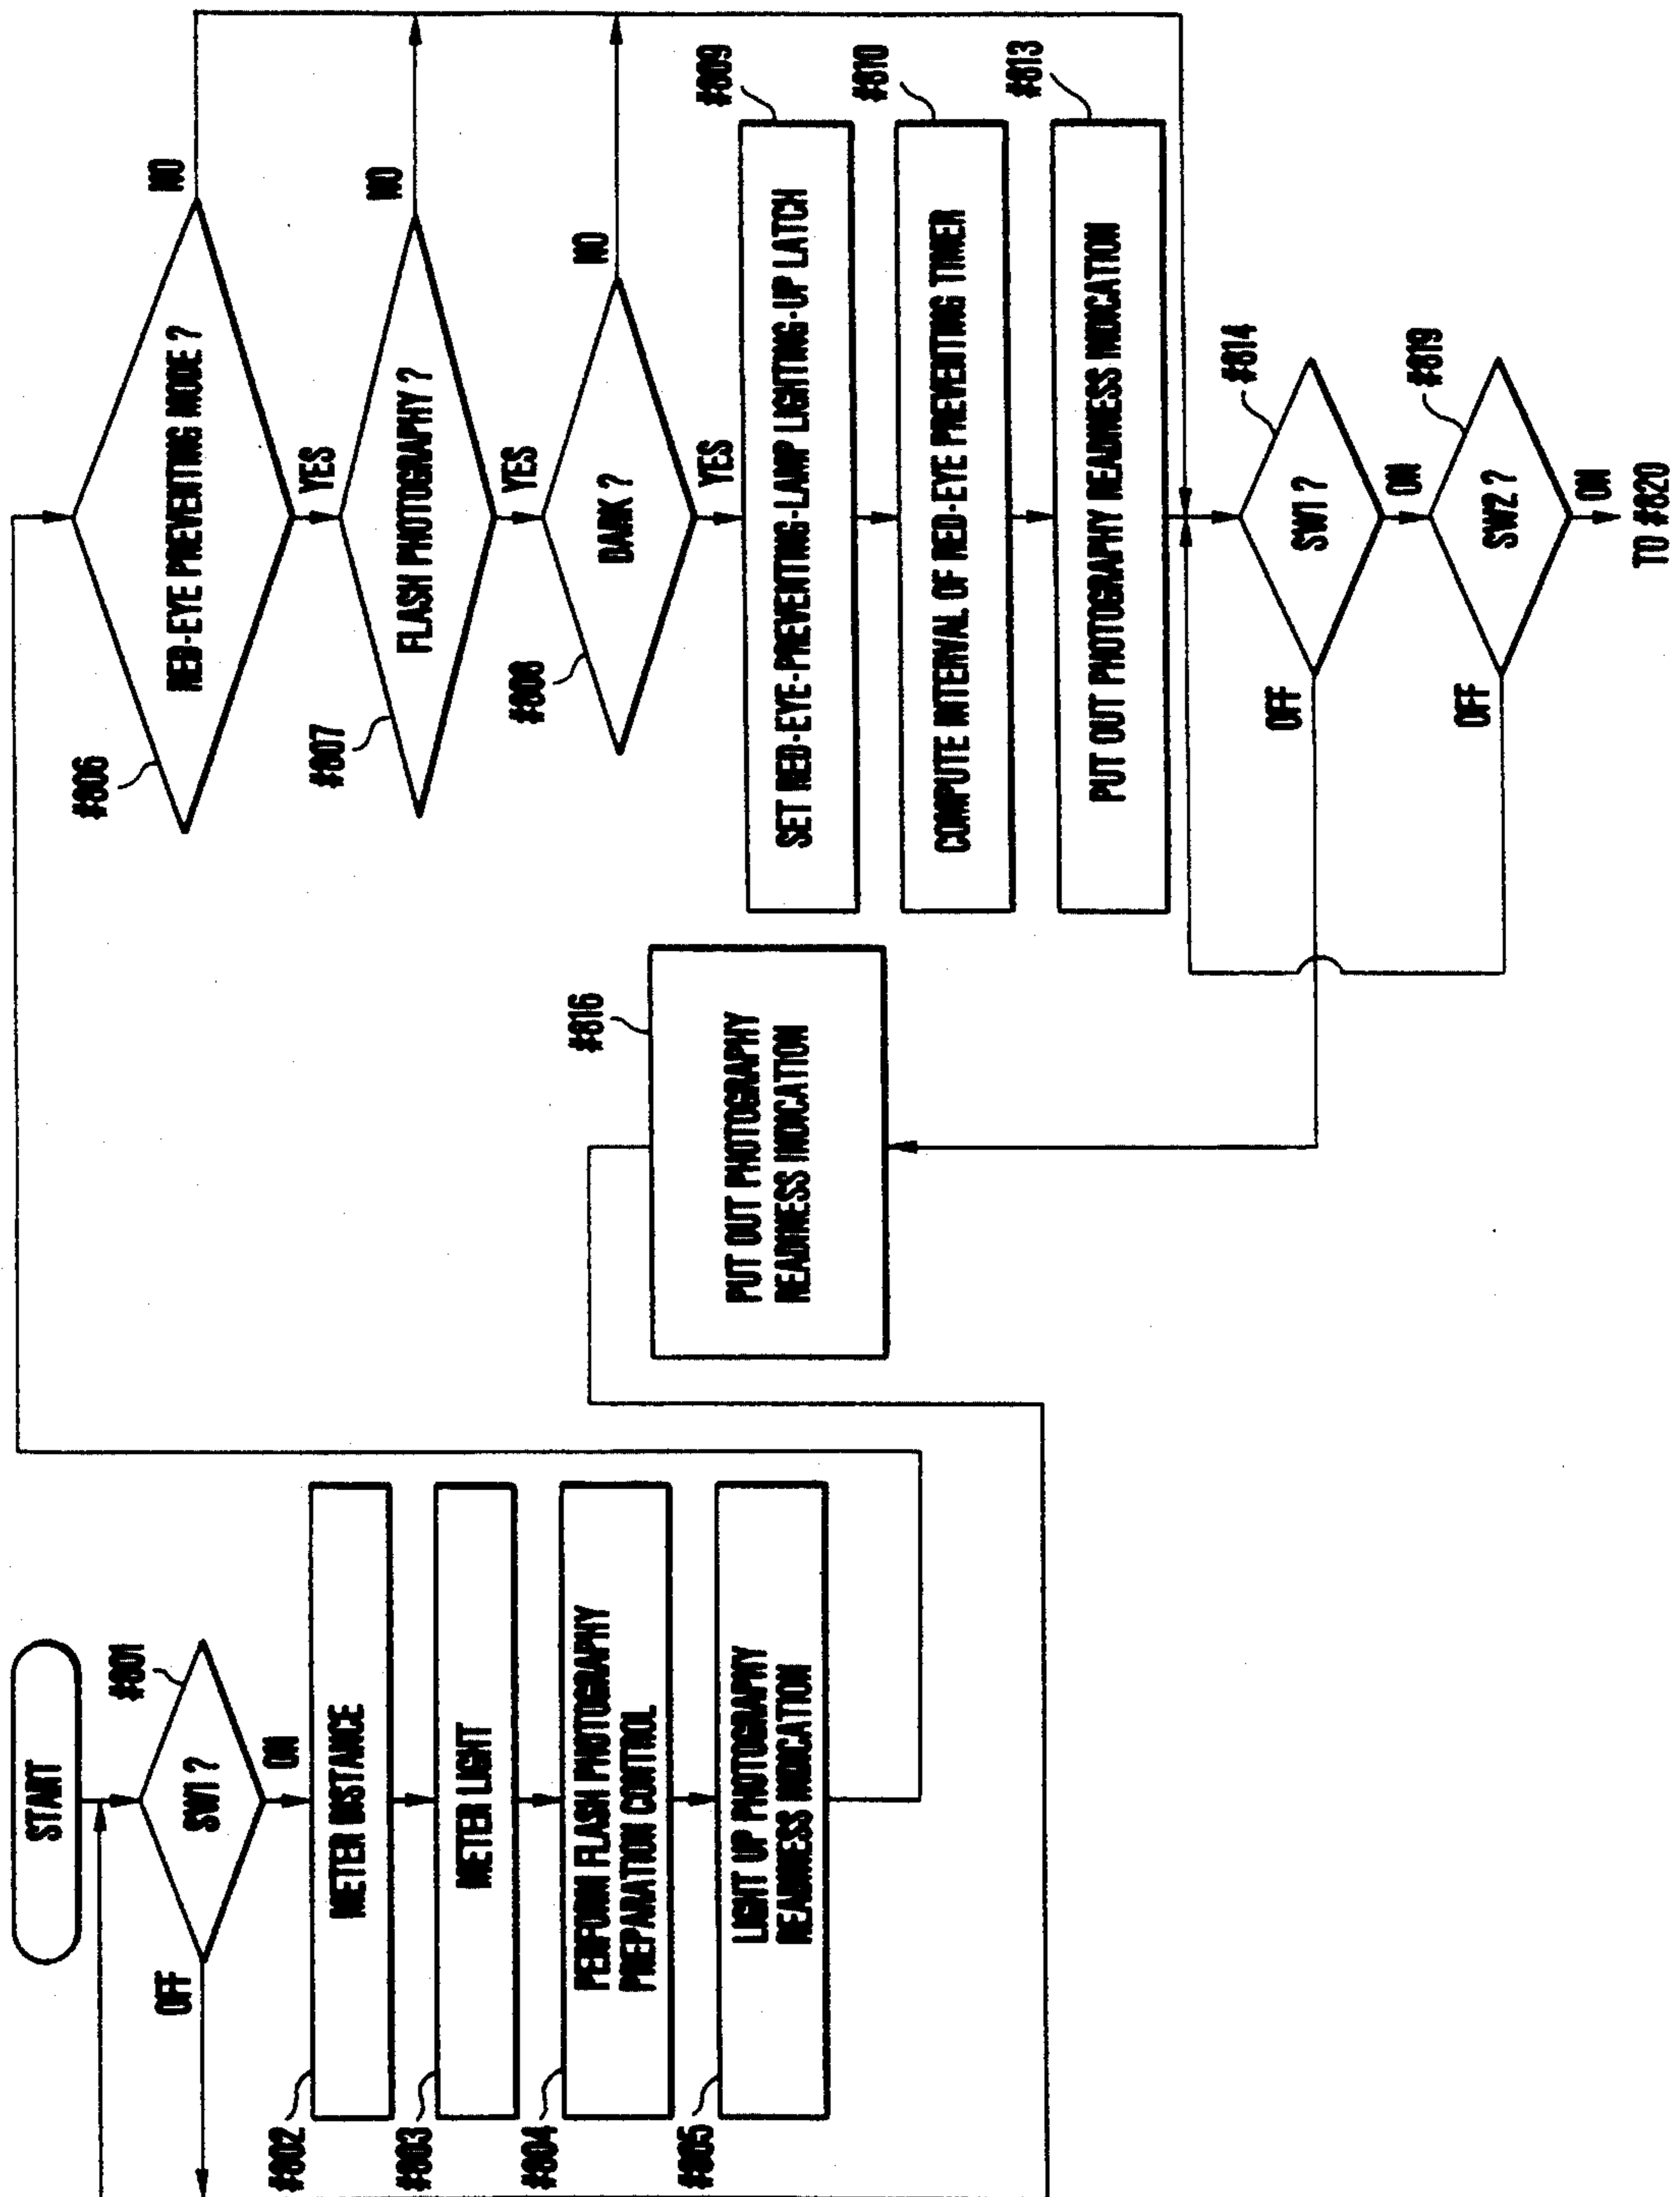 START
#801
SW1 ?
OFF
ON
#802
METER DISTANCE
#803
METER LIGHT
#804
PERFORM FLASH PHOTOGRAPHY
PREPARATION CONTROL
#805
LIGHT UP PHOTOGRAPHY
READINESS INDICATION
#816
PUT OUT PHOTOGRAPHY
READINESS INDICATION
#806
RED-EYE PREVENTING MODE ?
NO
YES
#807
FLASH PHOTOGRAPHY ?
NO
YES
#808
DARK ?
NO
YES
#809
SET RED-EYE-PREVENTING-LAMP LIGHTING-UP LATCH
#810
COMPUTE INTERVAL OF RED-EYE PREVENTING TIMER
#813
PUT OUT PHOTOGRAPHY READINESS INDICATION
#814
SW1 ?
OFF
ON
#819
SW2 ?
OFF
ON
TO #820